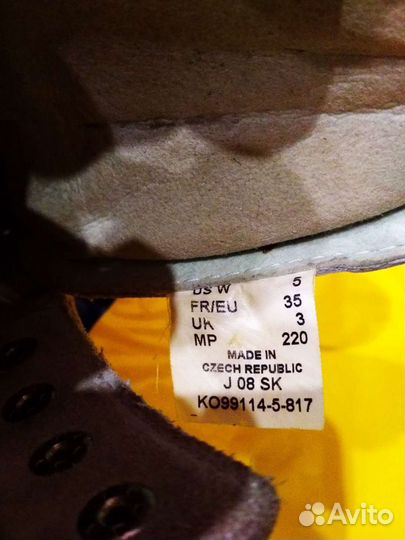 US W 5
FR/EU 35
UK 3
MP 220
MADE IN
CZECH REPUBLIC
J 08 SK
KO99114-5-817
Avito